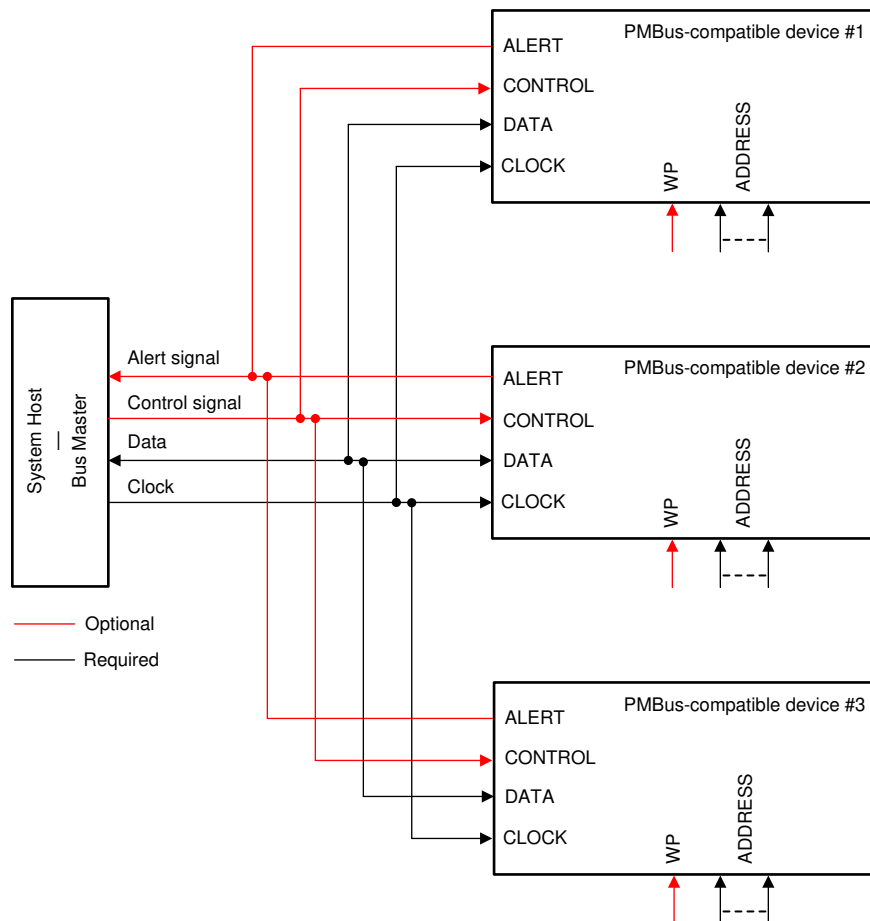 PMBus-compatible device #1
ALERT
CONTROL
DATA
CLOCK
WP
ADDRESS
System Host
—
Bus Master
Alert signal
Control signal
Data
Clock
PMBus-compatible device #2
ALERT
CONTROL
DATA
CLOCK
WP
ADDRESS
Optional
Required
PMBus-compatible device #3
ALERT
CONTROL
DATA
CLOCK
WP
ADDRESS